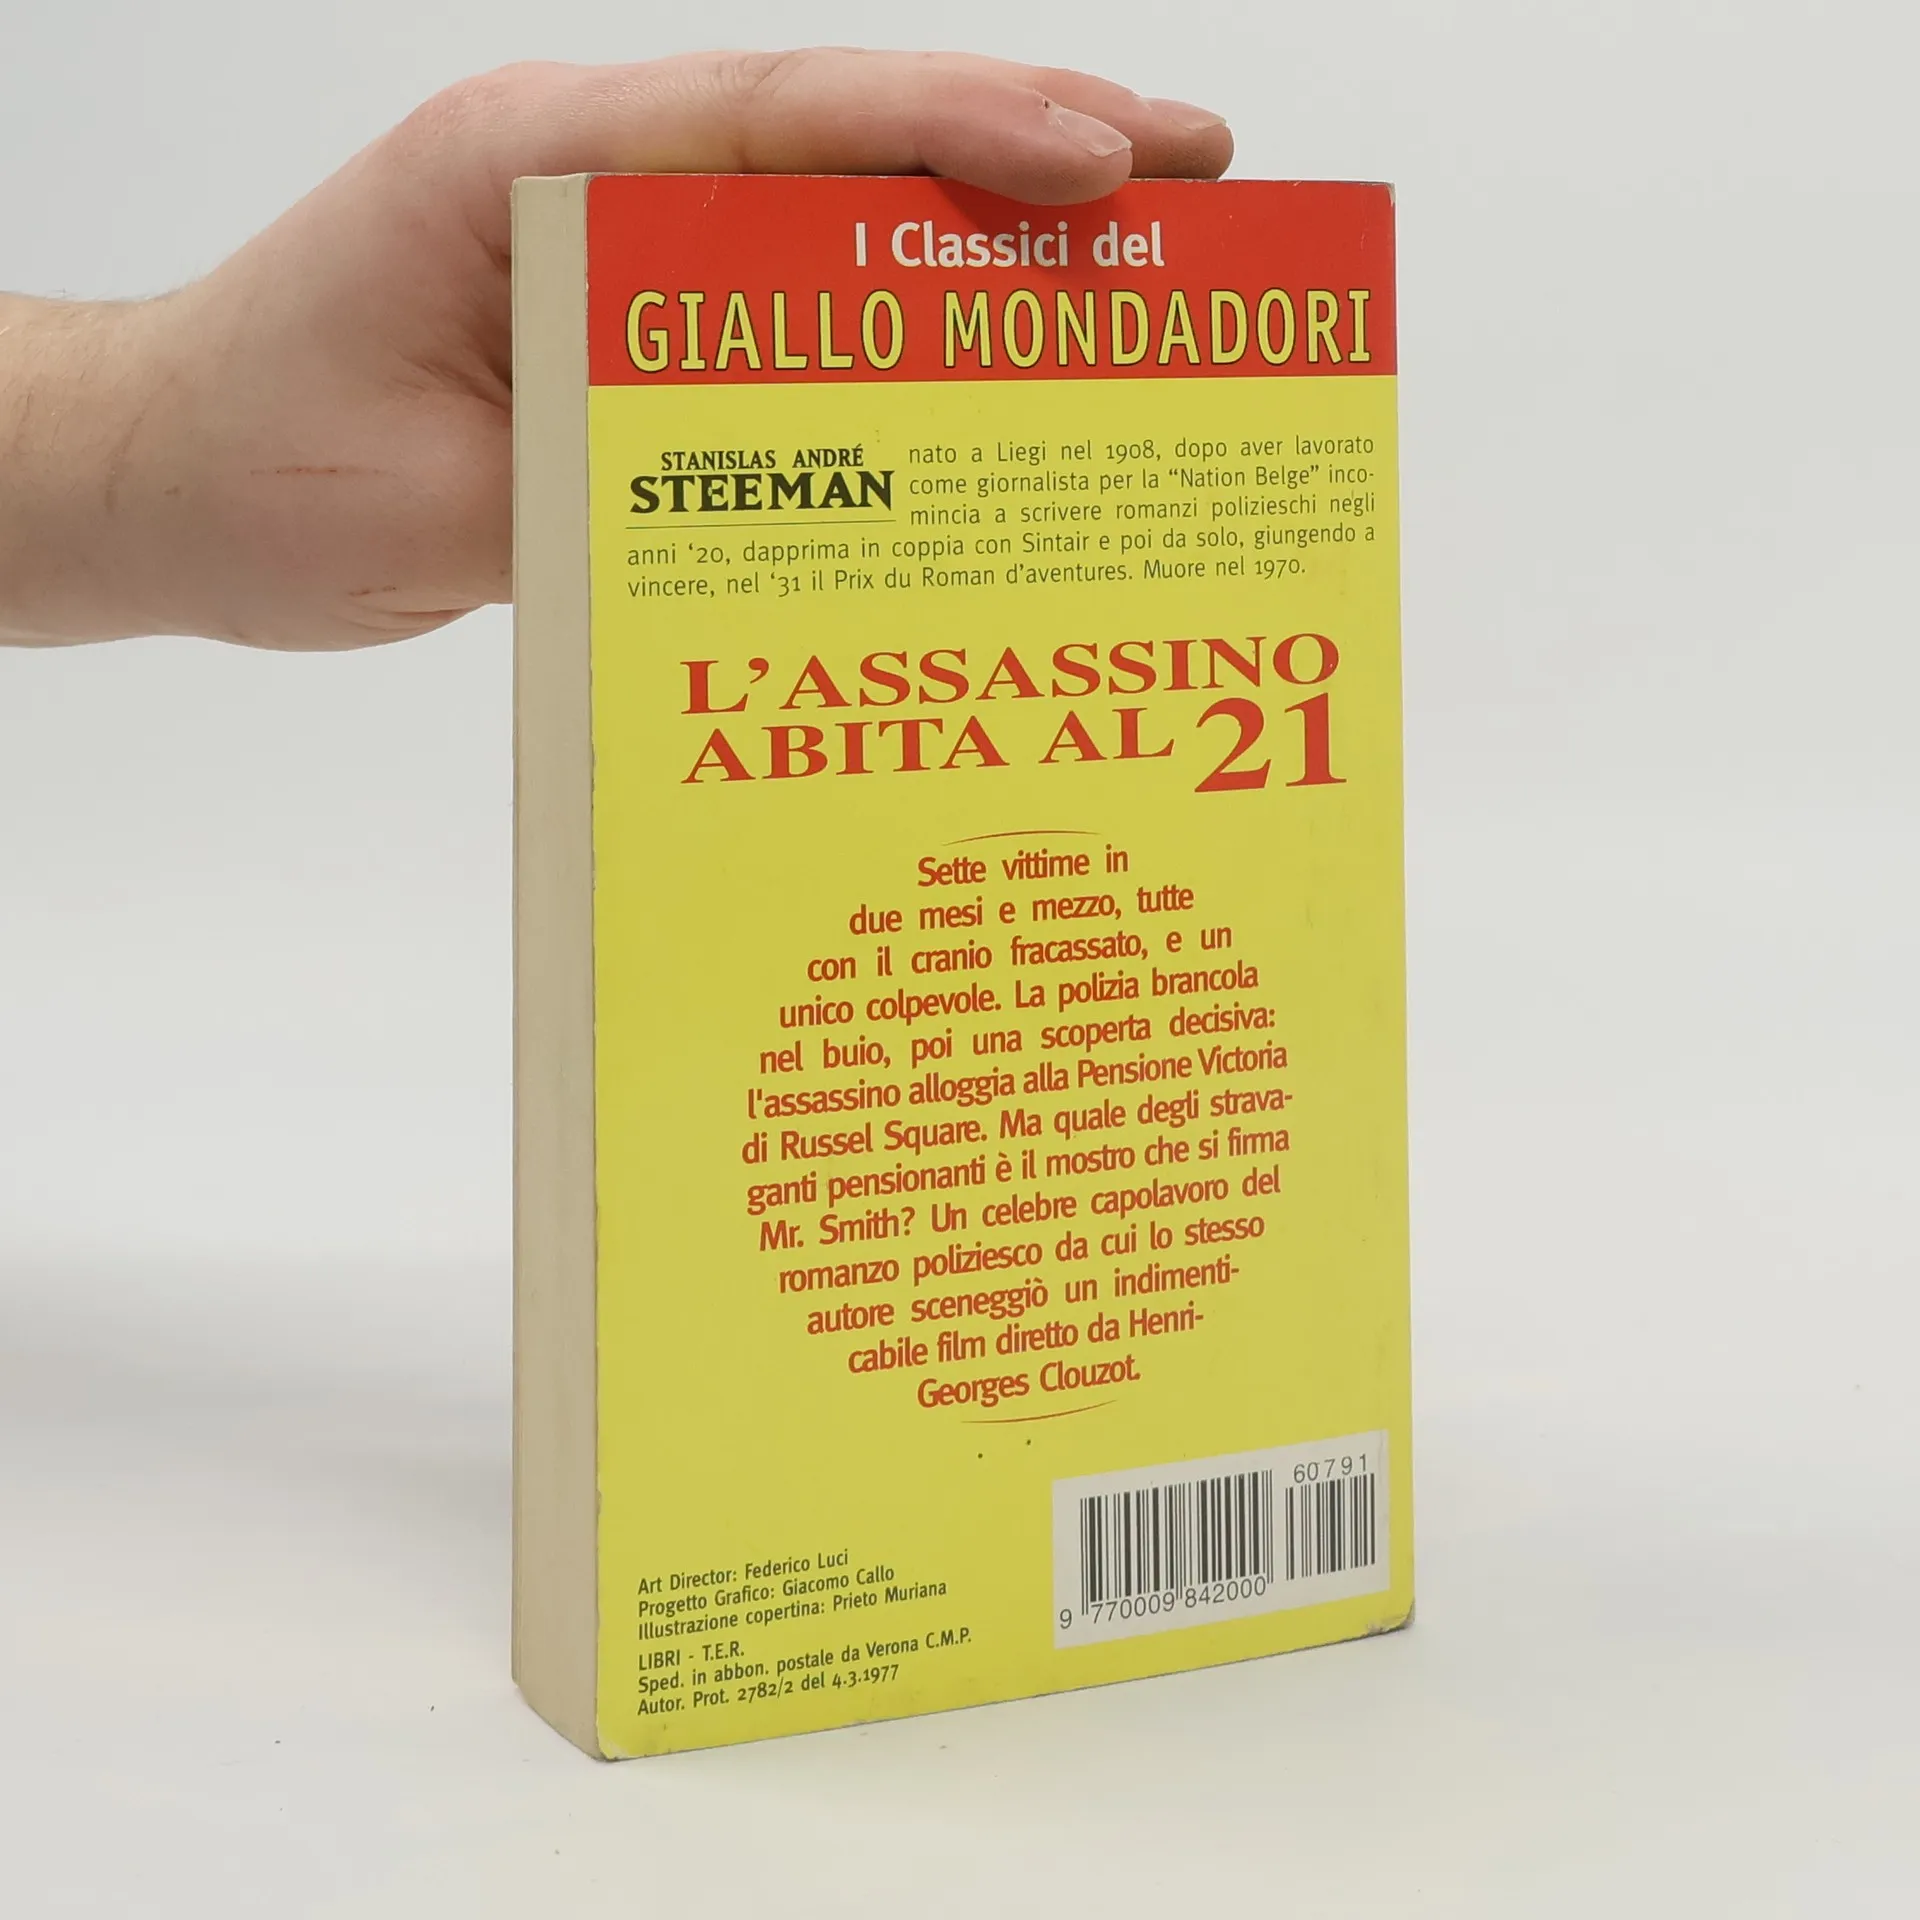 I Classici del
GIALLO MONDADORI
STANISLAS ANDRÉ
STEEMAN
nato a Liegi nel 1908, dopo aver lavorato
come giornalista per la “Nation Belge” inco-
mincia a scrivere romanzi polizieschi negli
anni ‘20, dapprima in coppia con Sintair e poi da solo, giungendo a
vincere, nel ‘31 il Prix du Roman d’aventures. Muore nel 1970.
L’ASSASSINO
ABITA AL 21
Sette vittime in
due mesi e mezzo, tutte
con il cranio fracassato, e un
unico colpevole. La polizia brancola
nel buio, poi una scoperta decisiva:
l'assassino alloggia alla Pensione Victoria
di Russel Square. Ma quale degli strava-
ganti pensionanti è il mostro che si firma
Mr. Smith? Un celebre capolavoro del
romanzo poliziesco da cui lo stesso
autore sceneggiò un indimenti-
cabile film diretto da Henri-
Georges Clouzot.
60791
9 770009 842000
Art Director: Federico Luci
Progetto Grafico: Giacomo Callo
Illustrazione copertina: Prieto Muriana
LIBRI - T.E.R.
Sped. in abbon. postale da Verona C.M.P.
Autor. Prot. 2782/2 del 4.3.1977